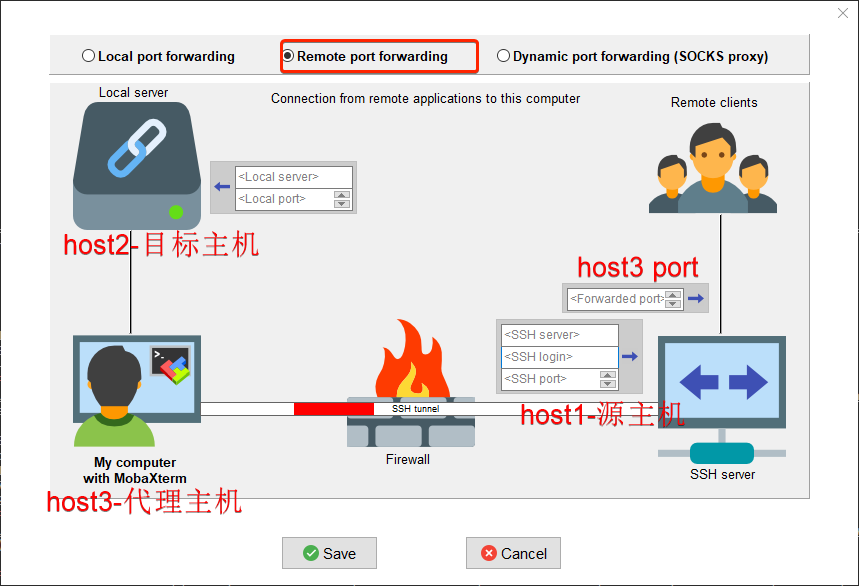 Local port forwarding
Remote port forwarding
Dynamic port forwarding (SOCKS proxy)
Local server
Connection from remote applications to this computer
Remote clients
<Local server>
<Local port>
host2-目标主机
host3 port
<Forwarded port>
<SSH server>
<SSH login>
<SSH port>
SSH tunnel
host1-源主机
Firewall
My computer
with MobaXterm
SSH server
host3-代理主机
Save
Cancel